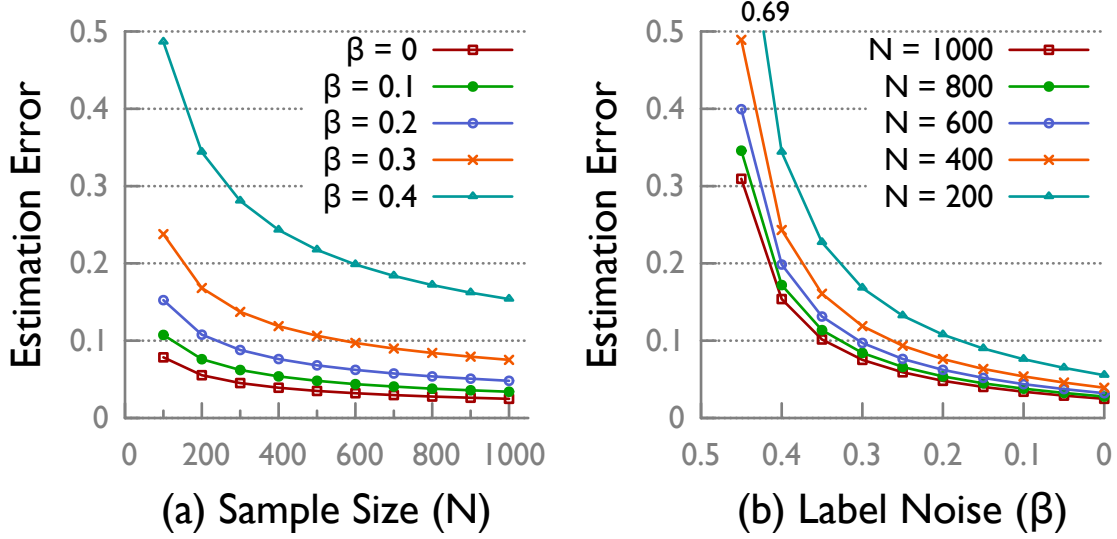 Estimation Error
0.5
0.4
0.3
0.2
0.1
0
β = 0
β = 0.1
β = 0.2
β = 0.3
β = 0.4
0 200 400 600 800 1000
(a) Sample Size (N)
0.69
Estimation Error
0.5
0.4
0.3
0.2
0.1
0
N = 1000
N = 800
N = 600
N = 400
N = 200
0.5 0.4 0.3 0.2 0.1 0
(b) Label Noise (β)